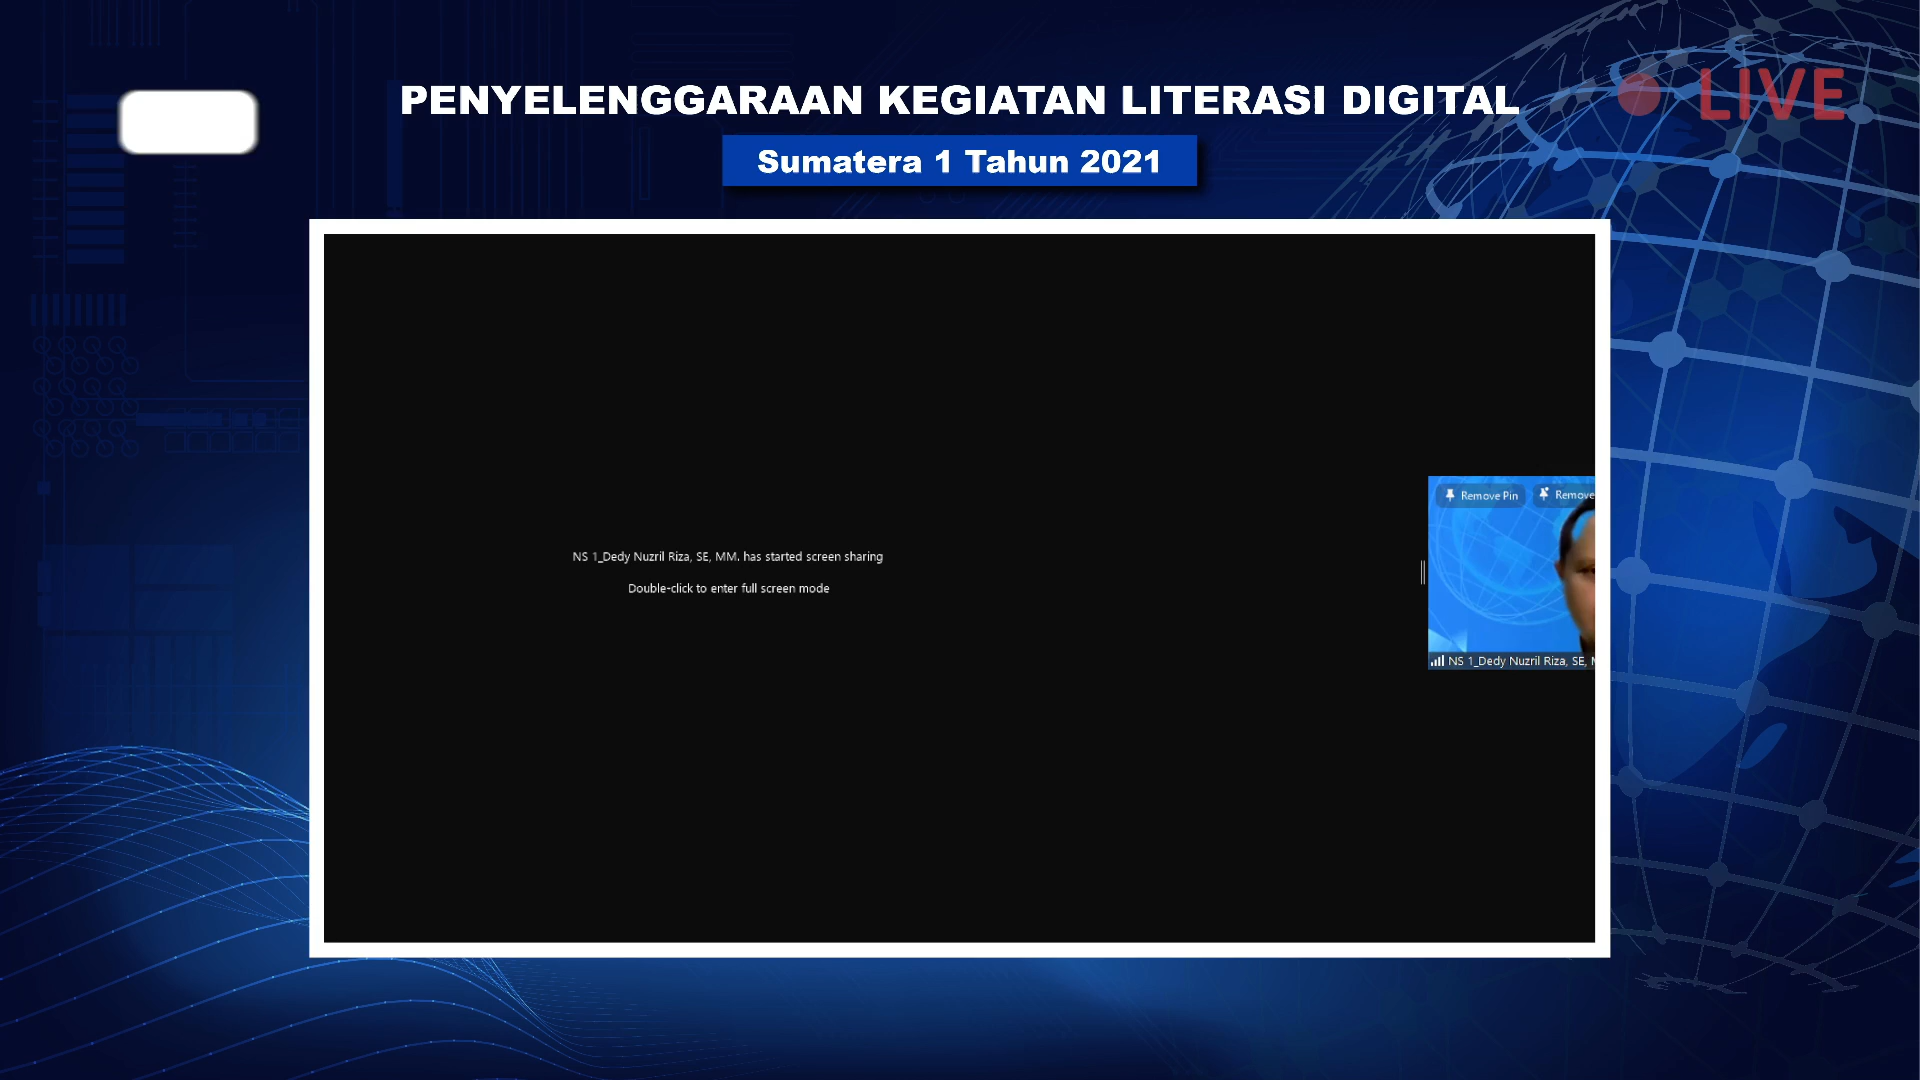 PENYELENGGARAAN KEGIATAN LITERASI DIGITAL
LIVE
Sumatera 1 Tahun 2021
Remove Pin
Remove
NS 1_Dedy Nuzril Riza, SE, MM. has started screen sharing
Double-click to enter full screen mode
NS 1_Dedy Nuzril Riza, SE,